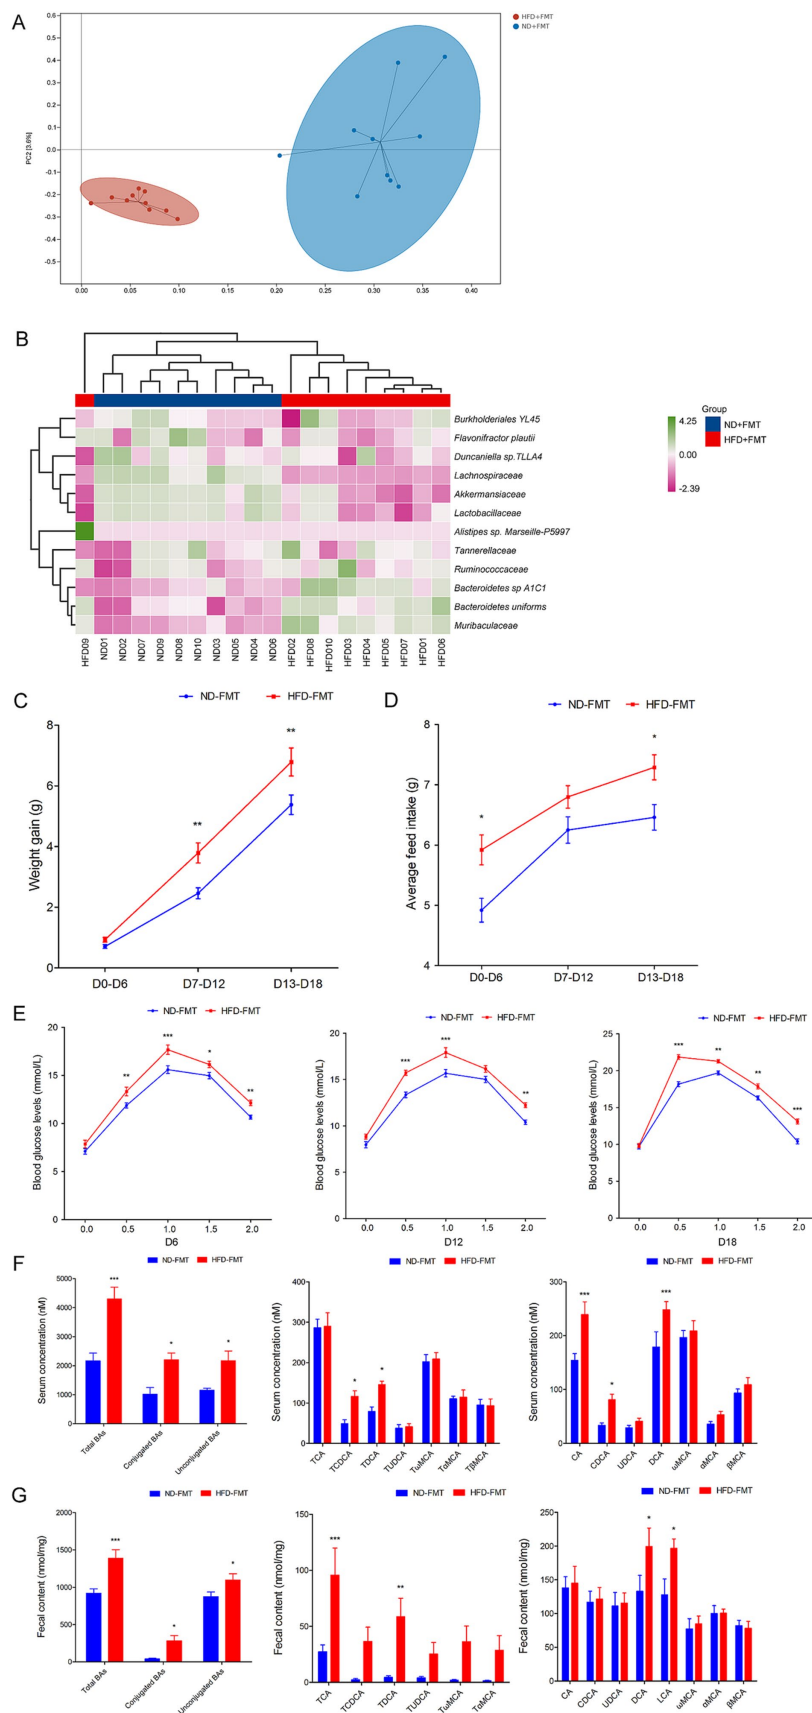 A
HFD+FMT
ND+FMT
0.6
0.5
0.4
0.3
0.2
0.1
0.0
-0.1
-0.2
-0.3
-0.4
-0.5
PC2 [3.6%]
0.00 0.05 0.10 0.15 0.20 0.25 0.30 0.35 0.40
B
Burkholderiales YL45
Flavonifractor plautii
Duncaniella sp.TLLA4
Lachnospiraceae
Akkermansiaceae
Lactobacillaceae
Alistipes sp. Marseille-P5997
Tannerellaceae
Ruminococcaceae
Bacteroidetes sp A1C1
Bacteroidetes uniforms
Muribaculaceae
HFD09 ND01 ND02 ND07 ND09 ND08 ND10 ND03 ND05 ND04 ND06 HFD02 HFD08 HFD010 HFD03 HFD04 HFD05 HFD07 HFD01 HFD06
4.25
0.00
-2.39
Group
ND+FMT
HFD+FMT
C
ND-FMT HFD-FMT
Weight gain (g)
8
6
4
2
0
** **
D0-D6 D7-D12 D13-D18
D
ND-FMT HFD-FMT
Average feed intake (g)
8
7
6
5
4
* *
D0-D6 D7-D12 D13-D18
E
ND-FMT HFD-FMT
Blood glucose levels (mmol/L)
20
15
10
5
0
** *** * **
0.0 0.5 1.0 1.5 2.0
D6
ND-FMT HFD-FMT
Blood glucose levels (mmol/L)
20
15
10
5
0
*** *** **
0.0 0.5 1.0 1.5 2.0
D12
ND-FMT HFD-FMT
Blood glucose levels (mmol/L)
25
20
15
10
5
0
*** ** ** ***
0.0 0.5 1.0 1.5 2.0
D18
F
ND-FMT HFD-FMT
Serum concentration (nM)
5000
4000
3000
2000
1000
0
*** * *
Total BAs Conjugated BAs Unconjugated BAs
ND-FMT HFD-FMT
Serum concentration (nM)
400
300
200
100
0
* *
TCA TCDCA TDCA TUDCA TωMCA TαMCA TβMCA
ND-FMT HFD-FMT
Serum concentration (nM)
300
200
100
0
*** * ***
CA CDCA UDCA DCA ωMCA αMCA βMCA
G
ND-FMT HFD-FMT
Fecal content (nmol/mg)
2000
1500
1000
500
0
*** * *
Total BAs Conjugated BAs Unconjugated BAs
ND-FMT HFD-FMT
Fecal content (nmol/mg)
150
100
50
0
*** **
TCA TCDCA TDCA TUDCA TωMCA TαMCA
ND-FMT HFD-FMT
Fecal content (nmol/mg)
250
200
150
100
50
0
* *
CA CDCA UDCA DCA LCA ωMCA αMCA βMCA